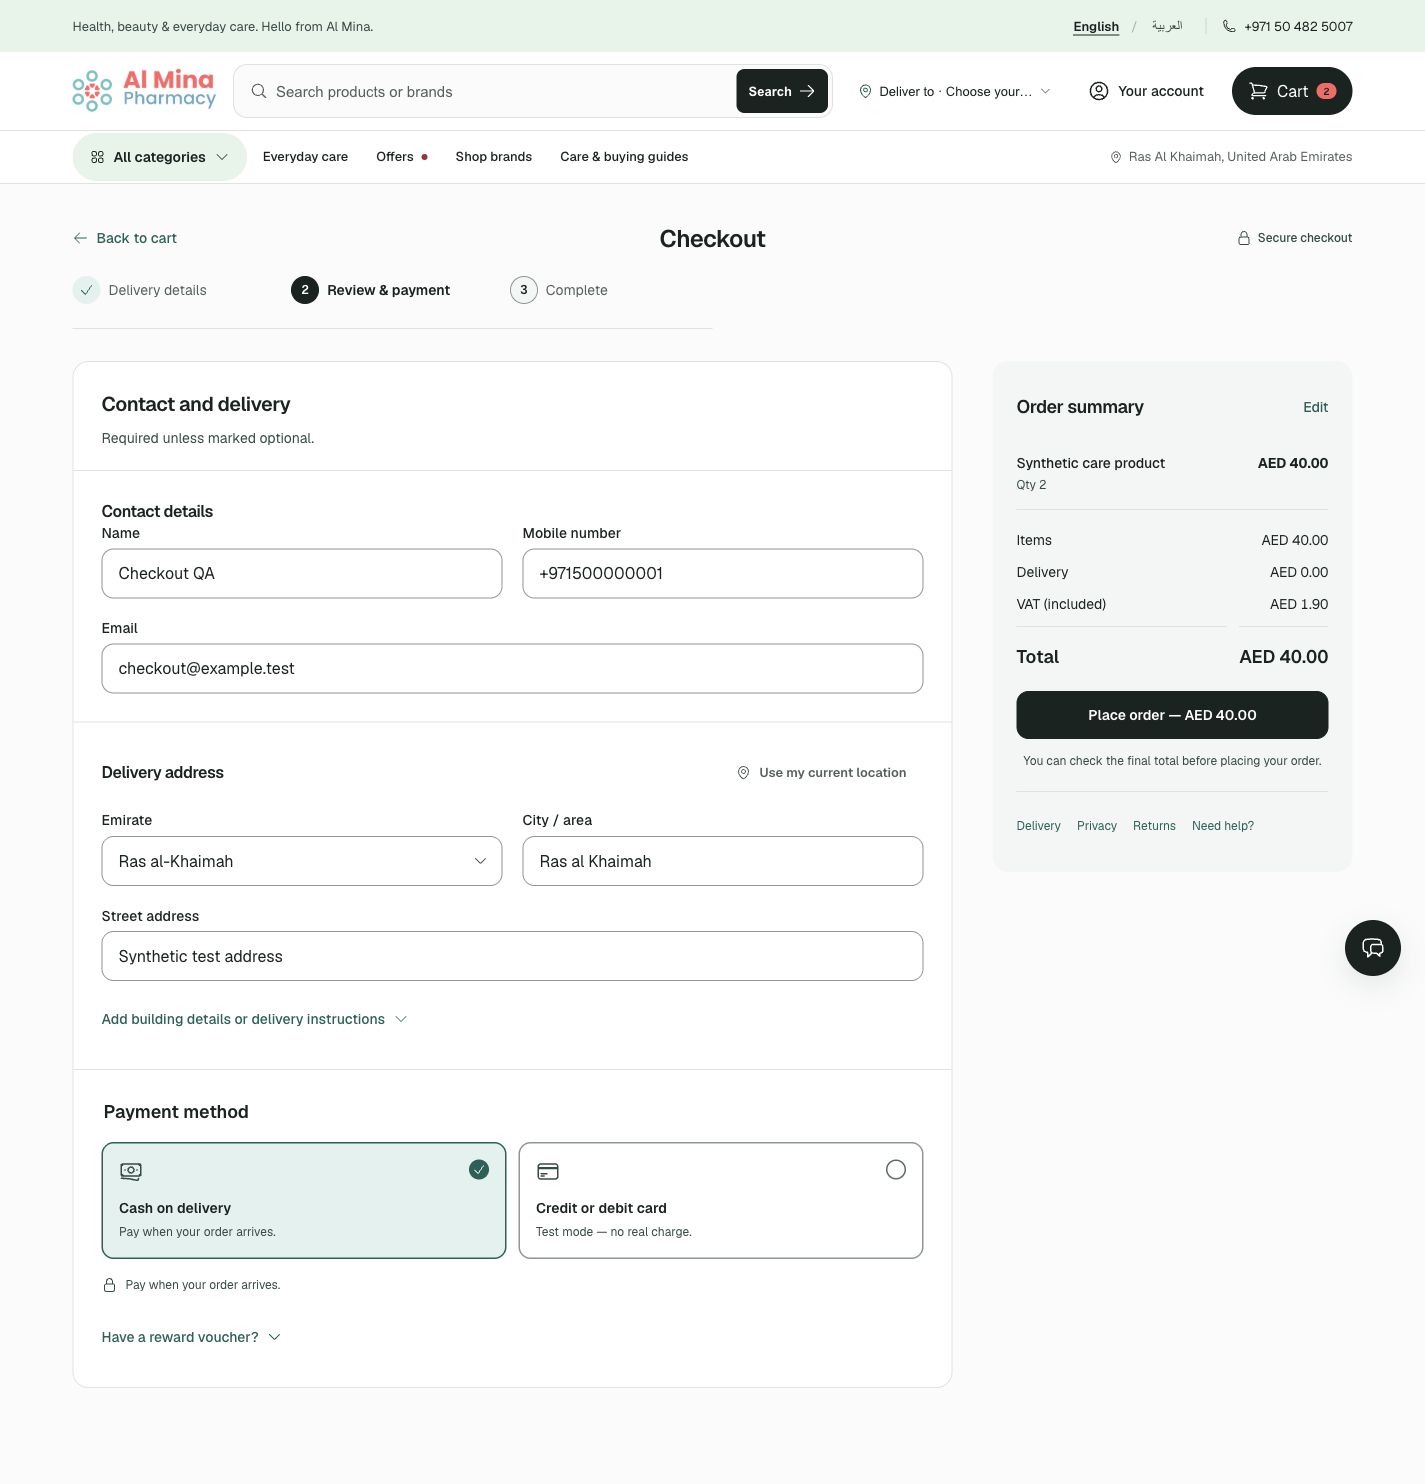 Health, beauty & everyday care. Hello from Al Mina.
English / العربية
+971 50 482 5007
Al Mina
Pharmacy
Search products or brands
Search
Deliver to · Choose your...
Your account
Cart 2
All categories
Everyday care
Offers
Shop brands
Care & buying guides
Ras Al Khaimah, United Arab Emirates
Back to cart
Checkout
Secure checkout
Delivery details
2 Review & payment
3 Complete
Contact and delivery
Required unless marked optional.
Contact details
Name
Mobile number
Checkout QA
+971500000001
Email
checkout@example.test
Delivery address
Use my current location
Emirate
City / area
Ras al-Khaimah
Ras al Khaimah
Street address
Synthetic test address
Add building details or delivery instructions
Payment method
Cash on delivery
Pay when your order arrives.
Credit or debit card
Test mode — no real charge.
Pay when your order arrives.
Have a reward voucher?
Order summary
Edit
Synthetic care product
AED 40.00
Qty 2
Items AED 40.00
Delivery AED 0.00
VAT (included) AED 1.90
Total AED 40.00
Place order — AED 40.00
You can check the final total before placing your order.
Delivery Privacy Returns Need help?